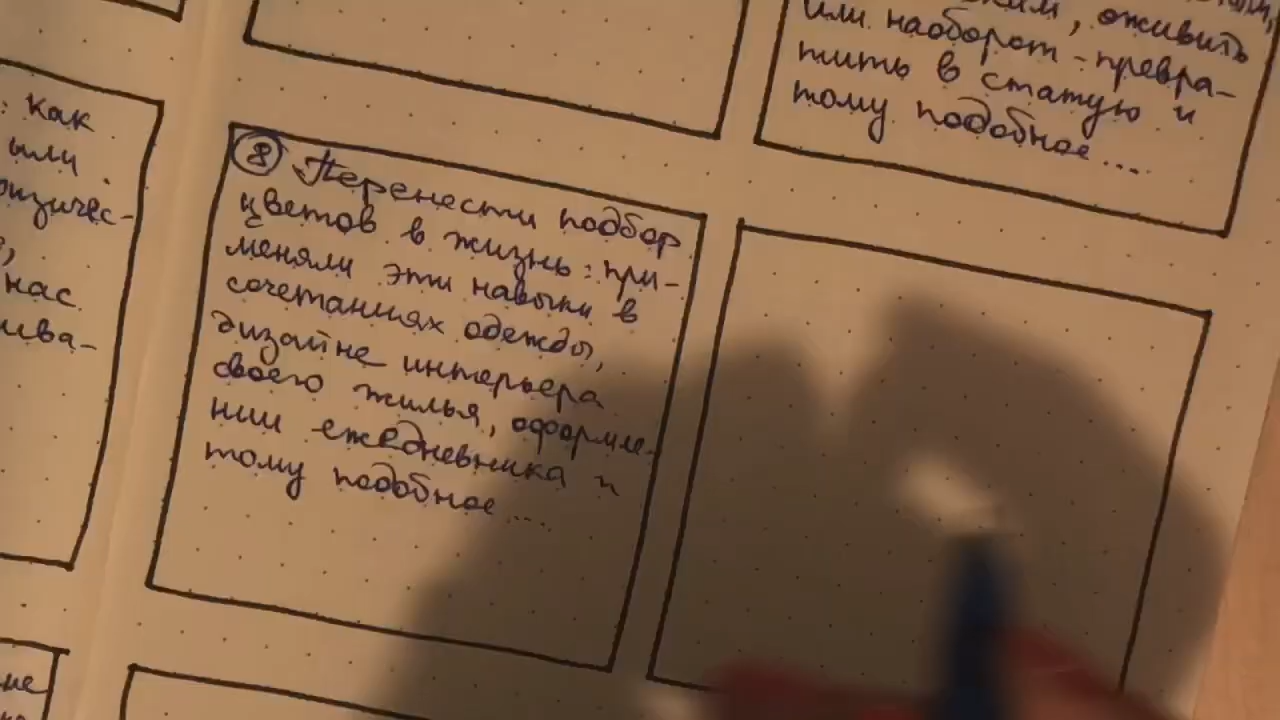 : как
или
физичес-
нас
ива-
⑧ Перенести подбор
цветов в жизнь: при-
меняли эти навыки в
сочетаниях одежды,
дизайне интерьера
своего жилья, оформле-
нии ежедневника и
тому подобное ...
оживить
или наоборот - превра-
тить в статую и
тому подобное ...